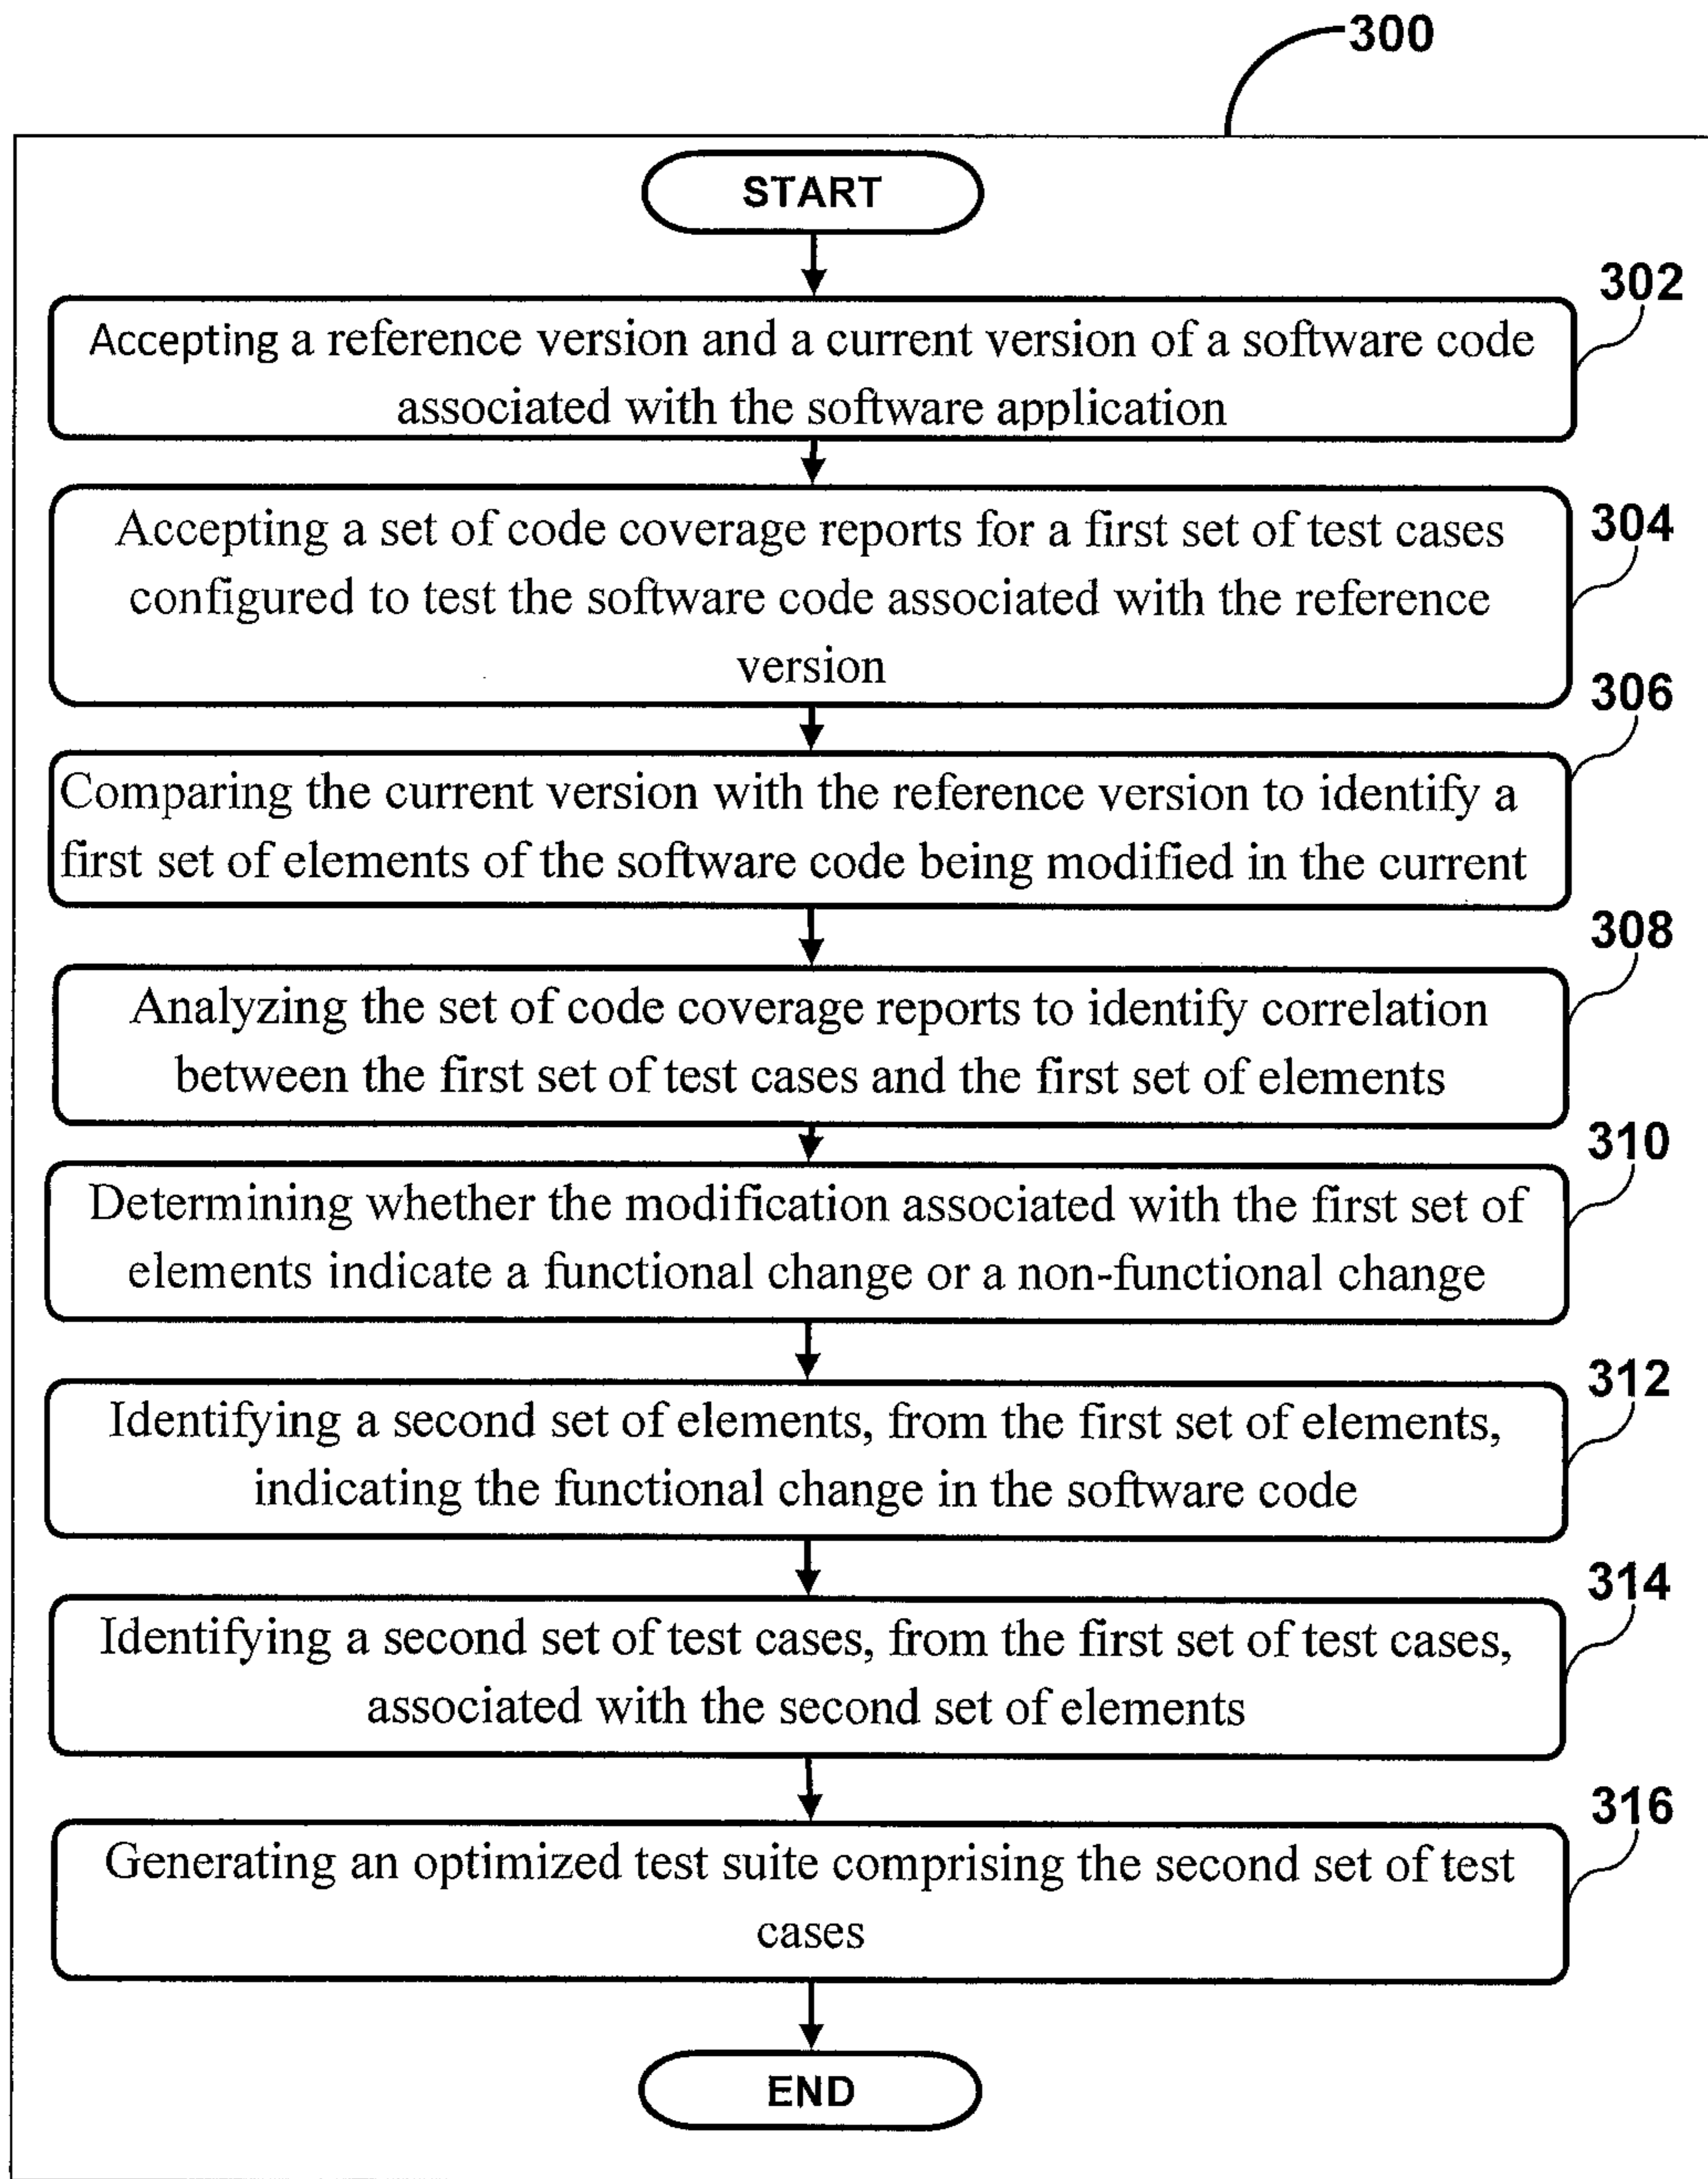 300
START
302
Accepting a reference version and a current version of a software code
associated with the software application
304
Accepting a set of code coverage reports for a first set of test cases
configured to test the software code associated with the reference
version
306
Comparing the current version with the reference version to identify a
first set of elements of the software code being modified in the current
308
Analyzing the set of code coverage reports to identify correlation
between the first set of test cases and the first set of elements
310
Determining whether the modification associated with the first set of
elements indicate a functional change or a non-functional change
312
Identifying a second set of elements, from the first set of elements,
indicating the functional change in the software code
314
Identifying a second set of test cases, from the first set of test cases,
associated with the second set of elements
316
Generating an optimized test suite comprising the second set of test
cases
END